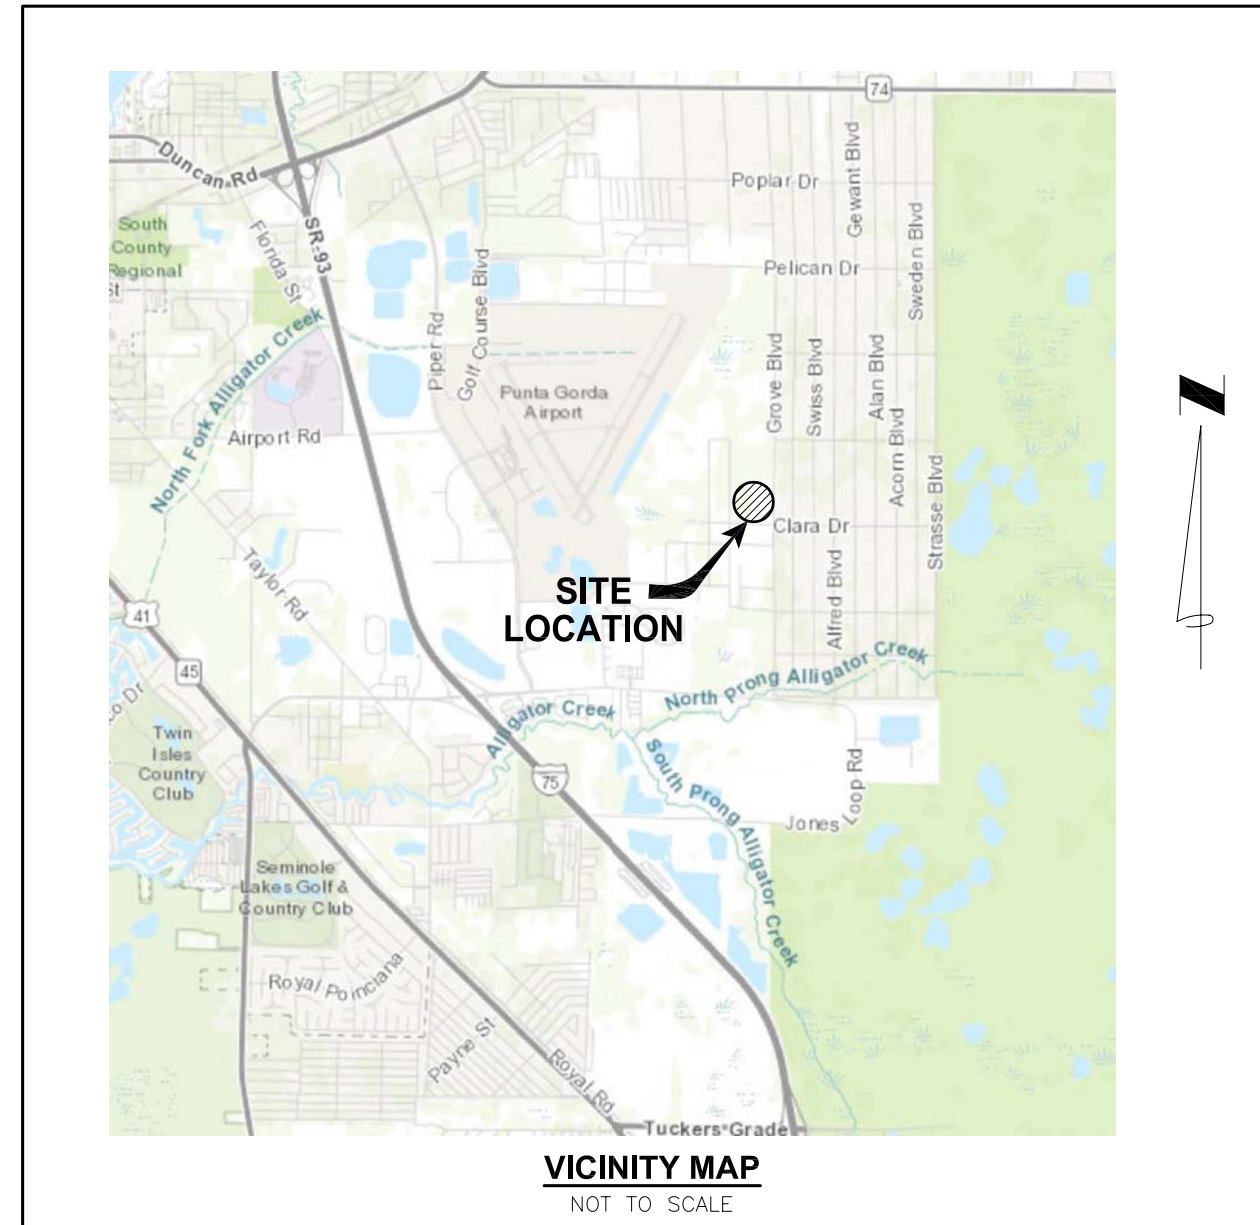 74
Duncan Rd
Poplar Dr
Gewant Blvd
South
County
Regional
St
Florida St
SR-93
Pelican Dr
Sweden Blvd
Golf Course Blvd
Piper Rd
North Fork Alligator Creek
Punta Gorda
Airport
Grove Blvd
Swiss Blvd
Alan Blvd
Acorn Blvd
Airport Rd
Strasse Blvd
Clara Dr
Taylor Rd
Alfred Blvd
SITE
LOCATION
41
45
North Prong Alligator Creek
Alligator Creek
co Dr
Twin
Isles
Country
Club
75
South Prong Alligator Creek
Jones Loop Rd
Seminole
Lakes Golf &
Country Club
Royal Poinciana
Payne St
Royal Rd
Tuckers Grade
N
VICINITY MAP
NOT TO SCALE